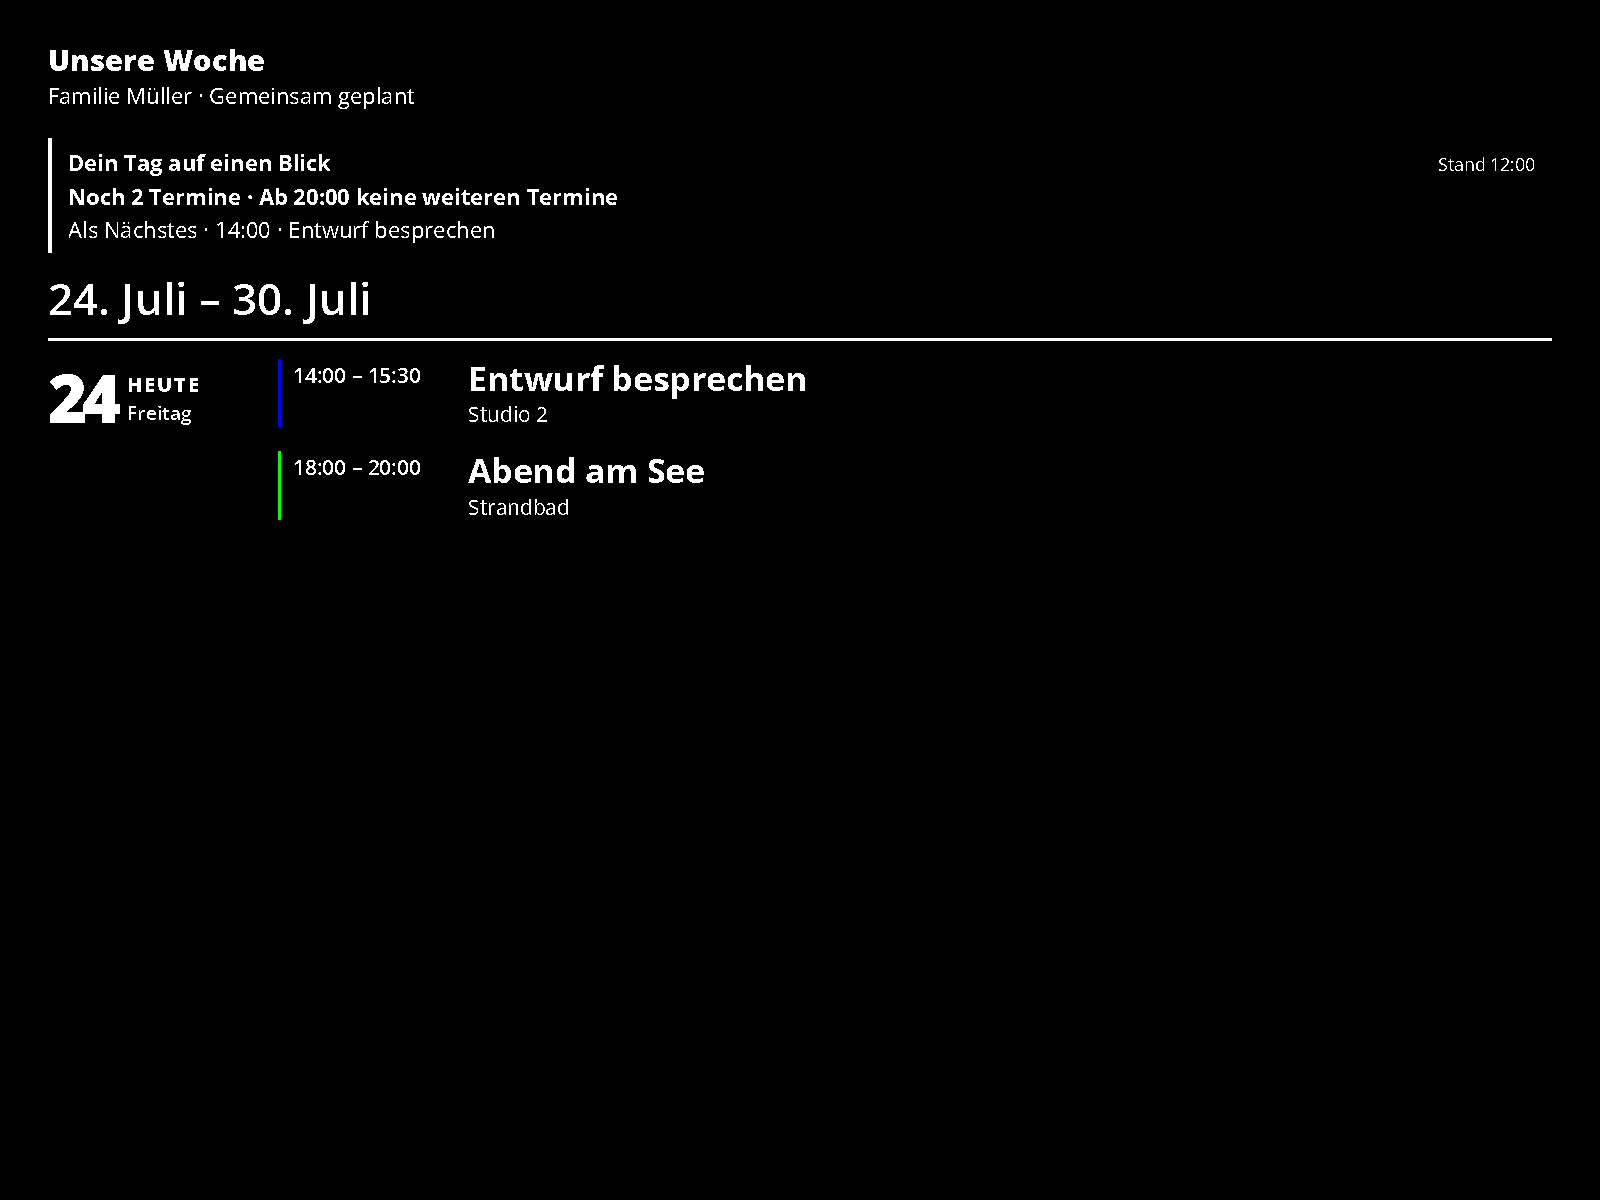 Unsere Woche
Familie Müller · Gemeinsam geplant
Dein Tag auf einen Blick
Stand 12:00
Noch 2 Termine · Ab 20:00 keine weiteren Termine
Als Nächstes · 14:00 · Entwurf besprechen
24. Juli – 30. Juli
24 HEUTE
Freitag
14:00 – 15:30
Entwurf besprechen
Studio 2
18:00 – 20:00
Abend am See
Strandbad